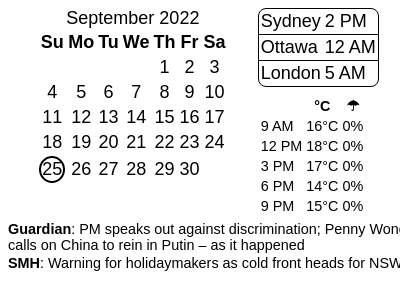 September 2022
Su Mo Tu We Th Fr Sa
1 2 3
4 5 6 7 8 9 10
11 12 13 14 15 16 17
18 19 20 21 22 23 24
25 26 27 28 29 30
Sydney 2 PM
Ottawa 12 AM
London 5 AM
°C ☂
9 AM 16°C 0%
12 PM 18°C 0%
3 PM 17°C 0%
6 PM 14°C 0%
9 PM 15°C 0%
Guardian: PM speaks out against discrimination; Penny Wong
calls on China to rein in Putin – as it happened
SMH: Warning for holidaymakers as cold front heads for NSW